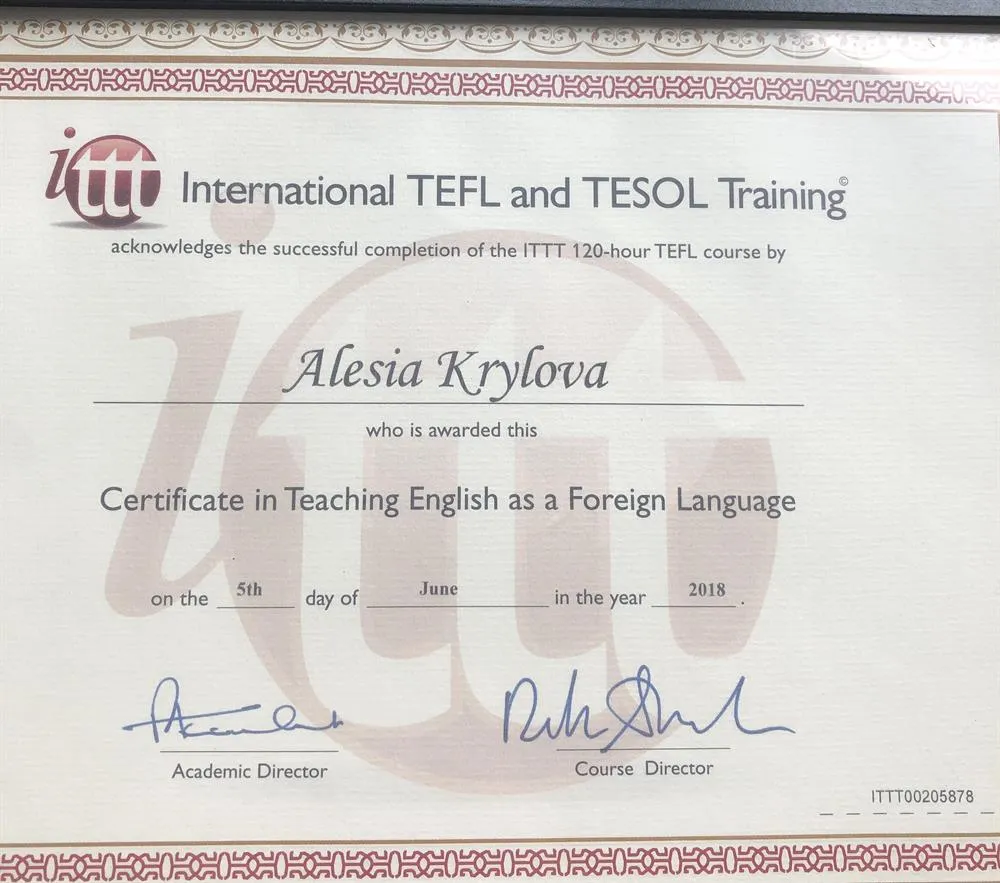 ittt International TEFL and TESOL Training©
acknowledges the successful completion of the ITTT 120-hour TEFL course by
Alesia Krylova
who is awarded this
Certificate in Teaching English as a Foreign Language
on the 5th day of June in the year 2018.
Academic Director Course Director
ITTT00205878